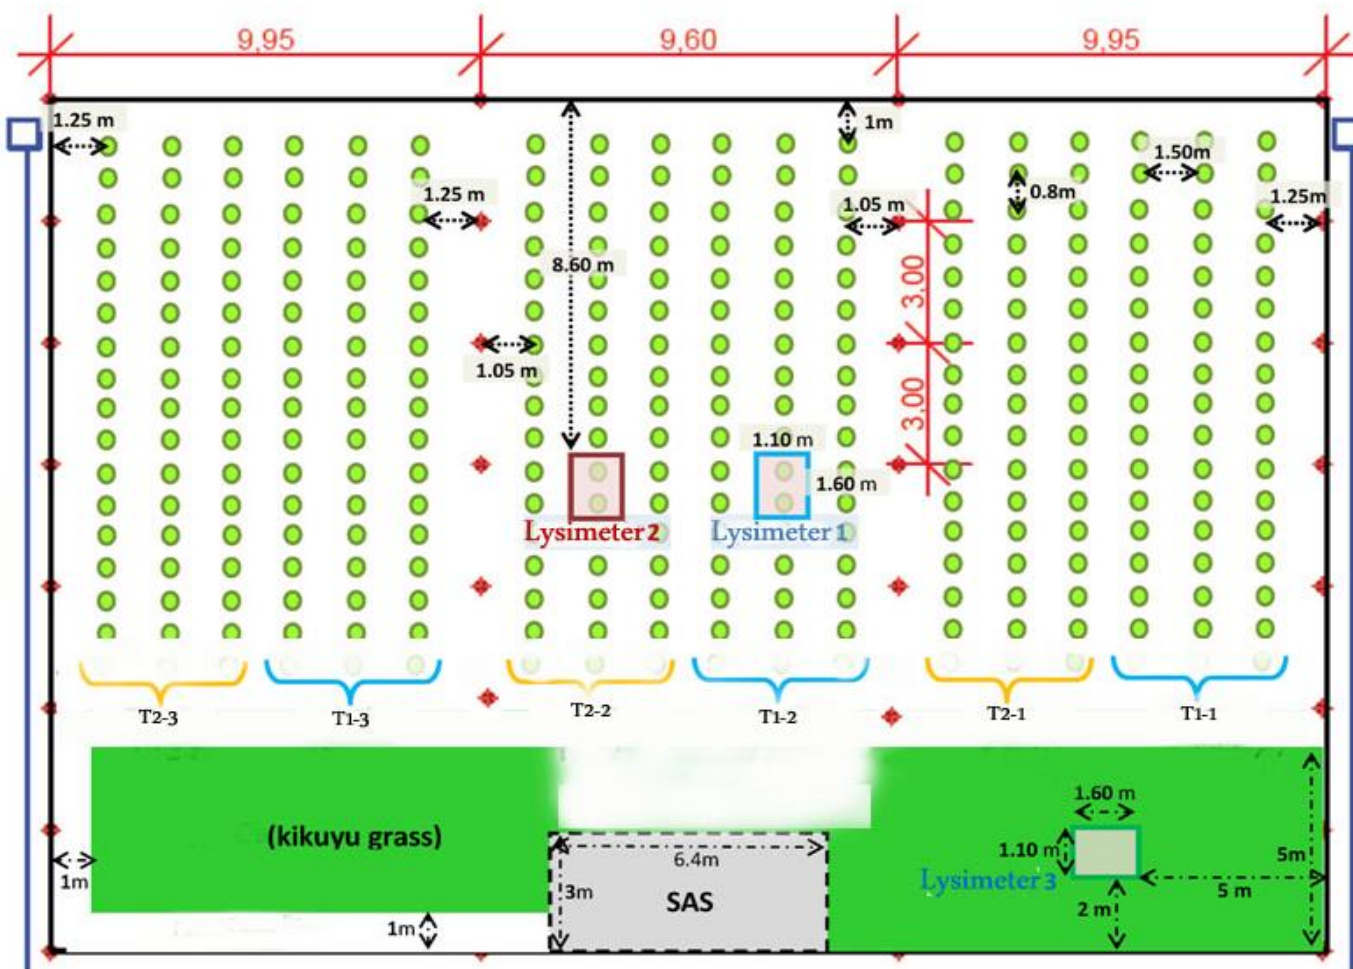 9,95
9,60
9,95
1.25 m
1m
1.50m
1.25 m
1.05 m
0.8m
1.25m
8.60 m
3,00
1.05 m
3,00
1.10 m
1.60 m
Lysimeter 2
Lysimeter 1
T2-3
T1-3
T2-2
T1-2
T2-1
T1-1
1.60 m
(kikuyu grass)
6.4m
1.10 m
5m
1m
3m
SAS
Lysimeter 3
5 m
2 m
1m